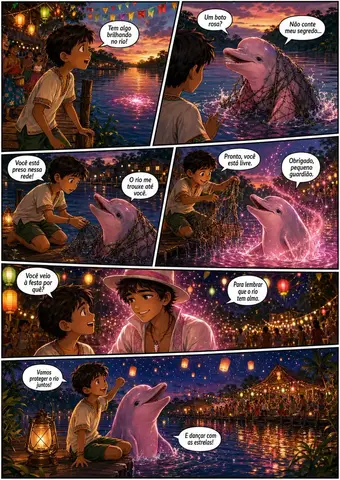 Tem algo
brilhando
no rio!
Um boto
rosa?
Não conte
meu segredo...
Você está
preso nessa
rede!
O rio me
trouxe até
você.
Pronto, você
está livre.
Obrigado,
pequeno
guardião.
Você veio
à festa por
quê?
Para lembrar
que o rio
tem alma.
Vamos
proteger o rio
juntos!
E dançar com
as estrelas!